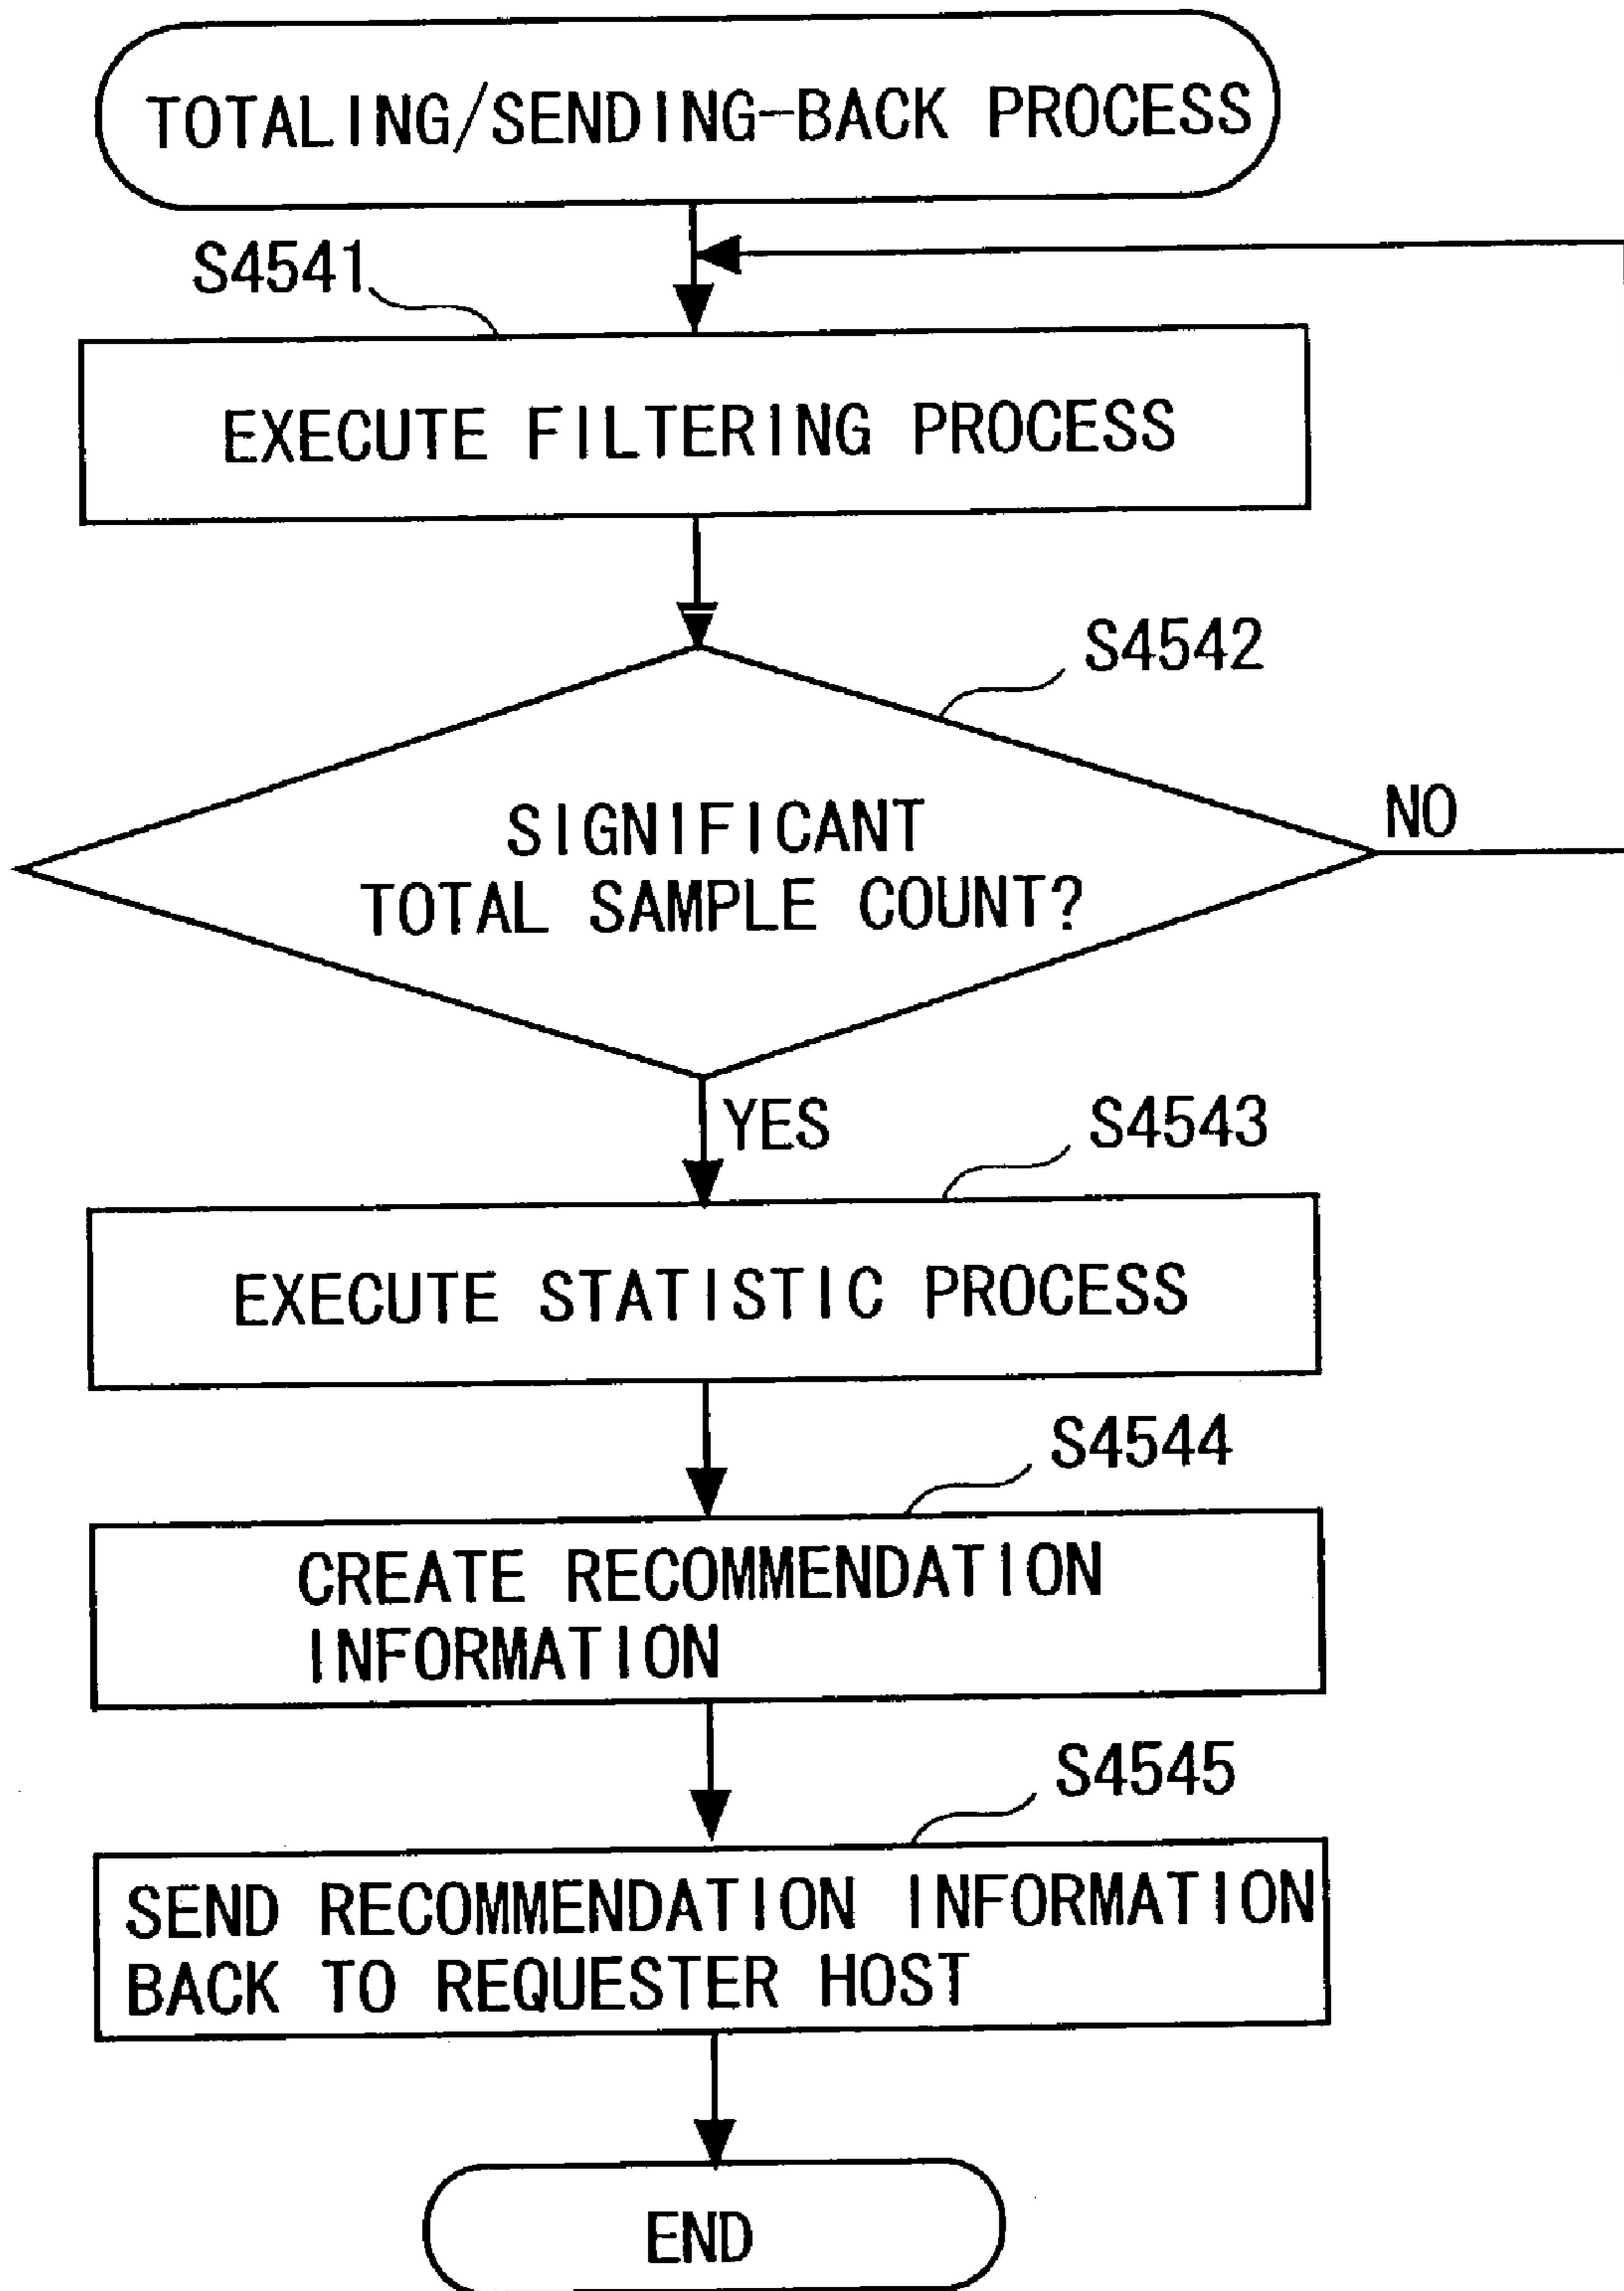 TOTALING/SENDING-BACK PROCESS
S4541
EXECUTE FILTERING PROCESS
S4542
SIGNIFICANT
TOTAL SAMPLE COUNT?
NO
YES
S4543
EXECUTE STATISTIC PROCESS
S4544
CREATE RECOMMENDATION
INFORMATION
S4545
SEND RECOMMENDATION INFORMATION
BACK TO REQUESTER HOST
END